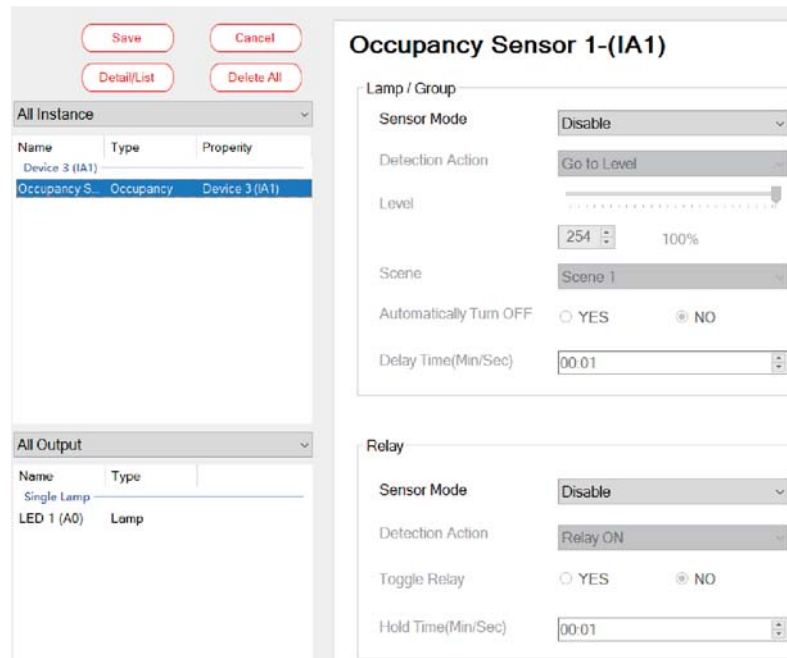 Save Cancel
Detail/List Delete All
All Instance
Name Type Properity
Device 3 (IA1)
Occupancy S... Occupancy Device 3 (IA1)
All Output
Name Type
Single Lamp
LED 1 (A0) Lamp
Occupancy Sensor 1-(IA1)
Lamp / Group
Sensor Mode Disable
Detection Action Go to Level
Level
254 100%
Scene Scene 1
Automatically Turn OFF YES NO
Delay Time(Min/Sec) 00:01
Relay
Sensor Mode Disable
Detection Action Relay ON
Toggle Relay YES NO
Hold Time(Min/Sec) 00:01